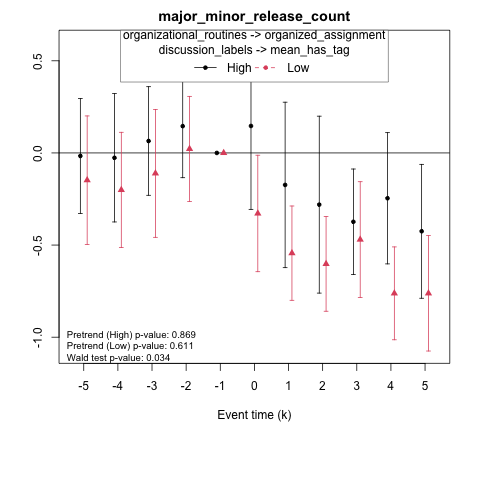 major_minor_release_count
organizational_routines -> organized_assignment
discussion_labels -> mean_has_tag
High Low
0.5
0.0
-0.5
-1.0
Pretrend (High) p-value: 0.869
Pretrend (Low) p-value: 0.611
Wald test p-value: 0.034
-5 -4 -3 -2 -1 0 1 2 3 4 5
Event time (k)